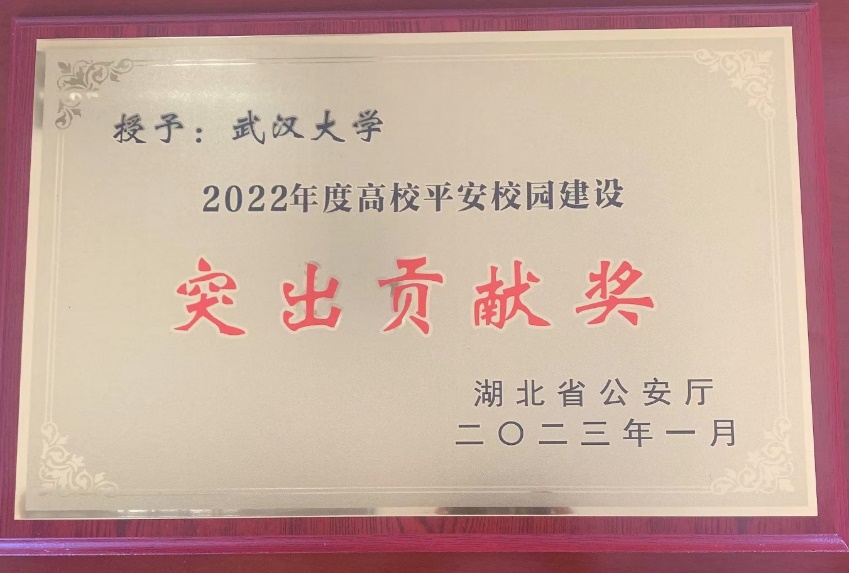 授予：武汉大学
2022年度高校平安校园建设
突出贡献奖
湖北省公安厅
二〇二三年一月